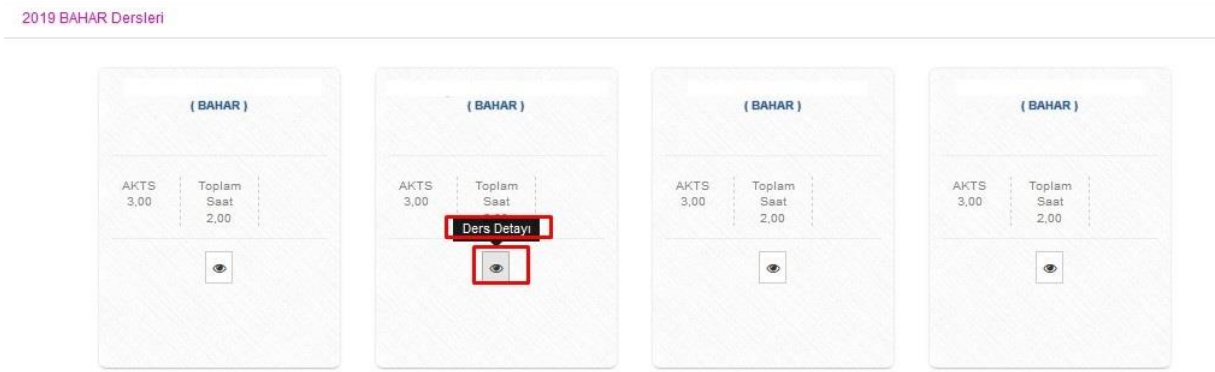 2019 BAHAR Dersleri
( BAHAR )
AKTS
3,00
Toplam
Saat
2,00
( BAHAR )
AKTS
3,00
Toplam
Saat
Ders Detayı
( BAHAR )
AKTS
3,00
Toplam
Saat
2,00
( BAHAR )
AKTS
3,00
Toplam
Saat
2,00